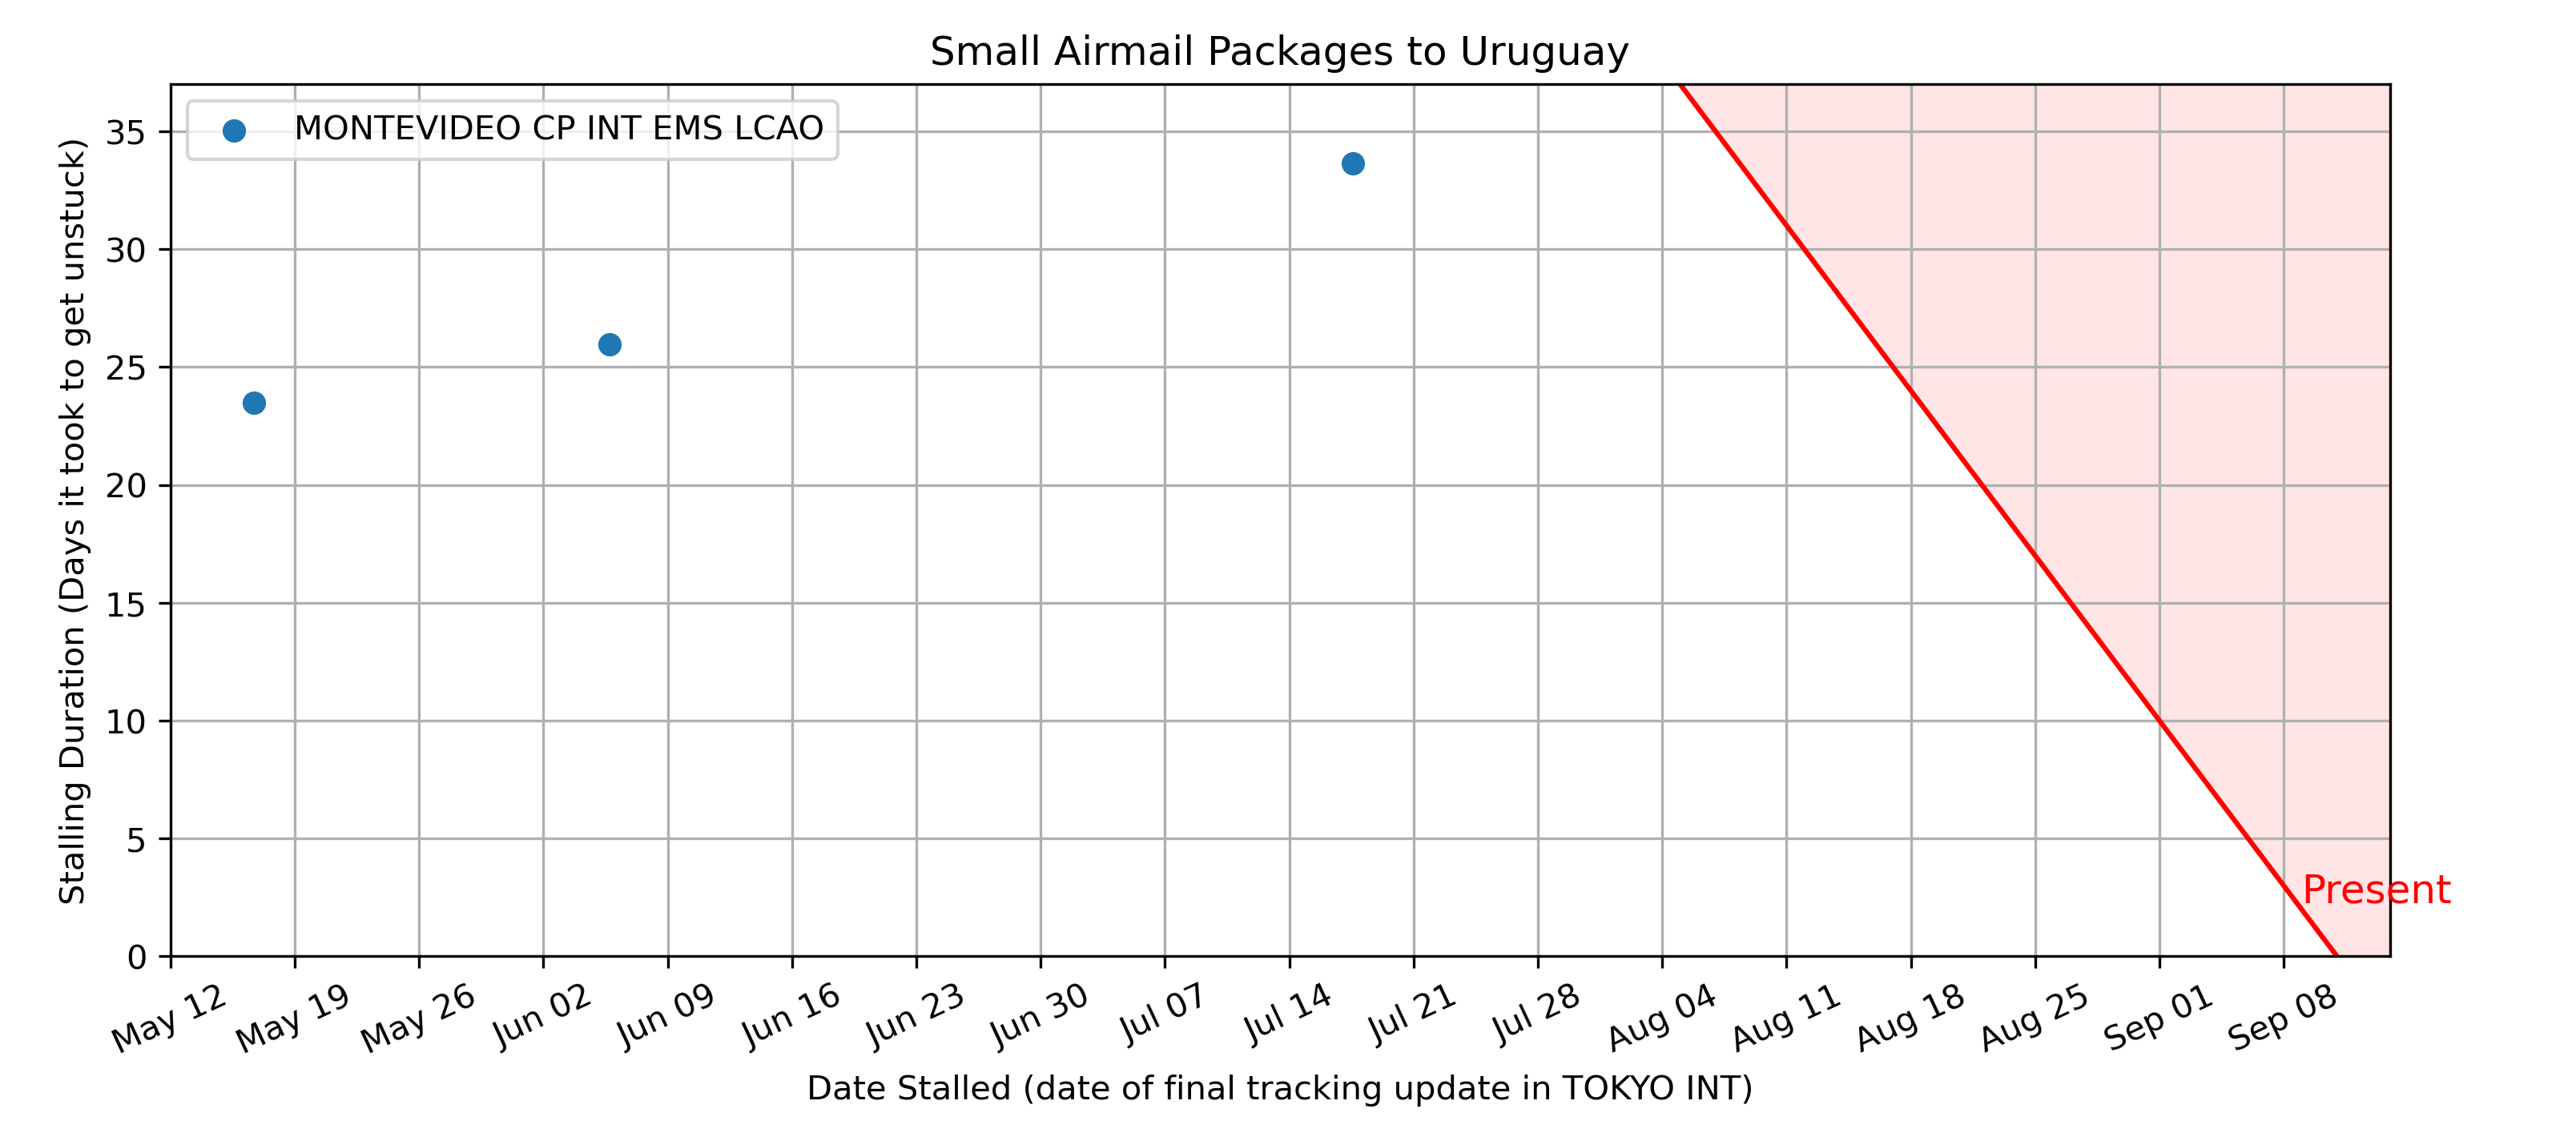 Small Airmail Packages to Uruguay
MONTEVIDEO CP INT EMS LCAO
Stalling Duration (Days it took to get unstuck)
35
30
25
20
15
10
5
0
Present
May 12
May 19
May 26
Jun 02
Jun 09
Jun 16
Jun 23
Jun 30
Jul 07
Jul 14
Jul 21
Jul 28
Aug 04
Aug 11
Aug 18
Aug 25
Sep 01
Sep 08
Date Stalled (date of final tracking update in TOKYO INT)